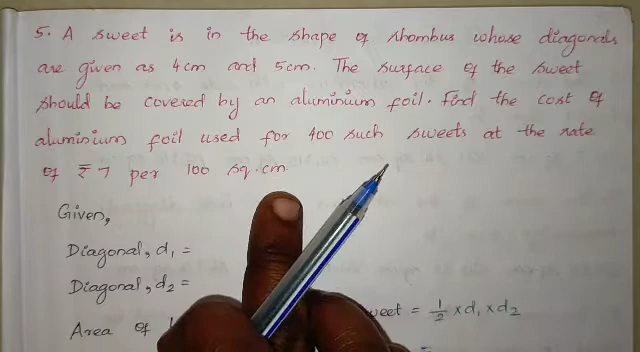 5. A sweet is in the shape of rhombus whose diagonals
are given as 4cm and 5cm. The surface of the sweet
should be covered by an aluminium foil. Find the cost of
aluminium foil used for 400 such sweets at the rate
of ₹ 7 per 100 sq.cm.
Given,
Diagonal, d₁ =
Diagonal, d₂ =
Area of weet = 1/2 x d₁ x d₂